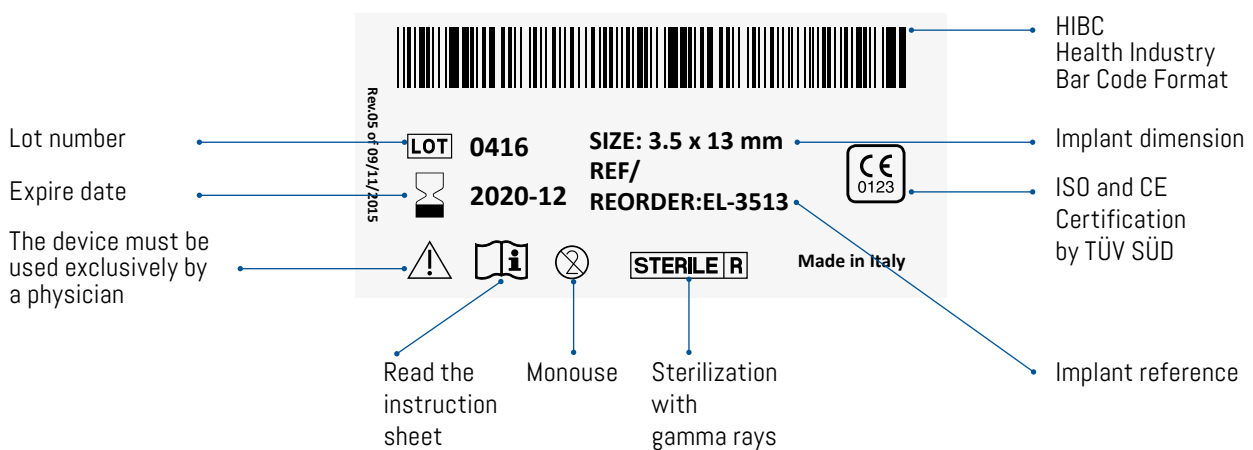 HIBC
Health Industry
Bar Code Format
Rev.05 of 09/11/2015
Lot number
LOT 0416
SIZE: 3.5 x 13 mm
Implant dimension
REF/
Expire date
2020-12
REORDER:EL-3513
CE
0123
ISO and CE
Certification
by TÜV SÜD
The device must be
used exclusively by
a physician
i
2
STERILE R
Made in Italy
Read the
instruction
sheet
Monouse
Sterilization
with
gamma rays
Implant reference